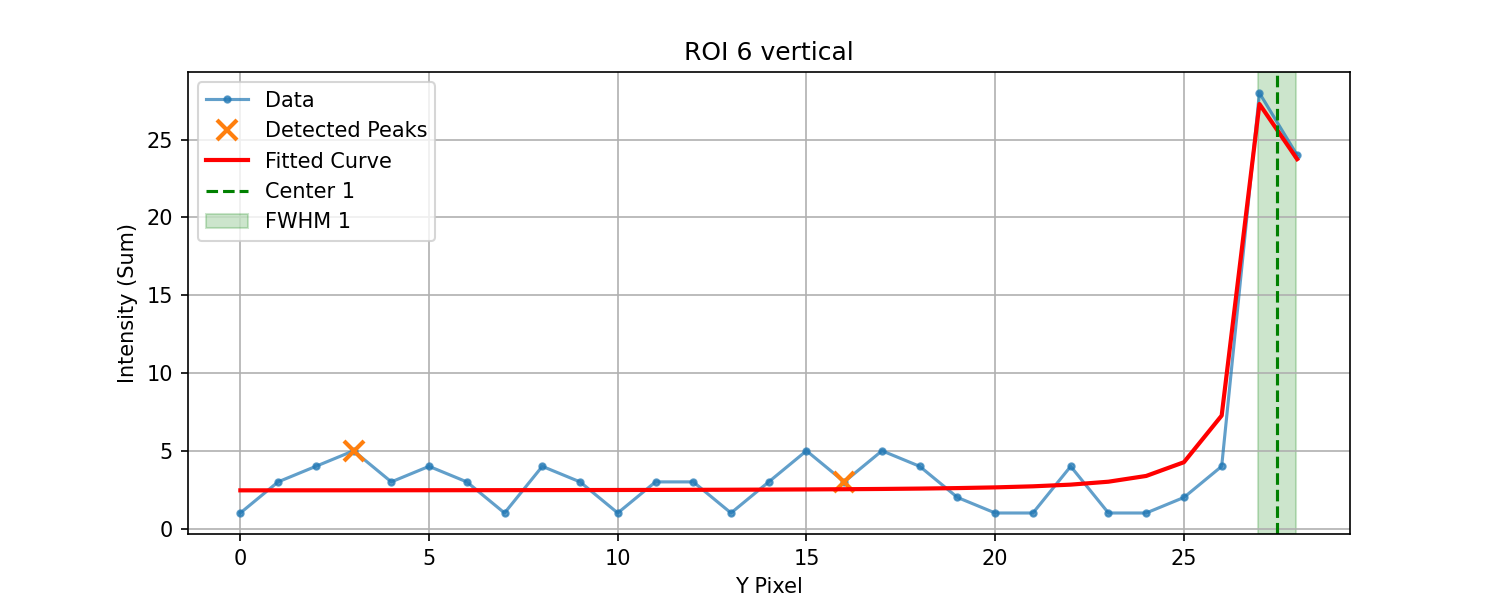 ROI 6 vertical
Data
Detected Peaks
Fitted Curve
Center 1
FWHM 1
Intensity (Sum)
25
20
15
10
5
0
0 5 10 15 20 25
Y Pixel